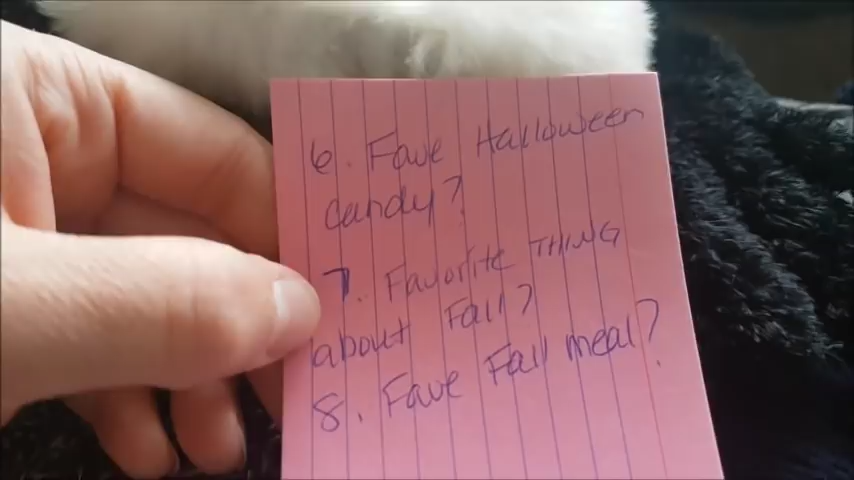 6. Fave Halloween
candy?
7. Favorite THING
about Fall?
8. Fave Fall meal?